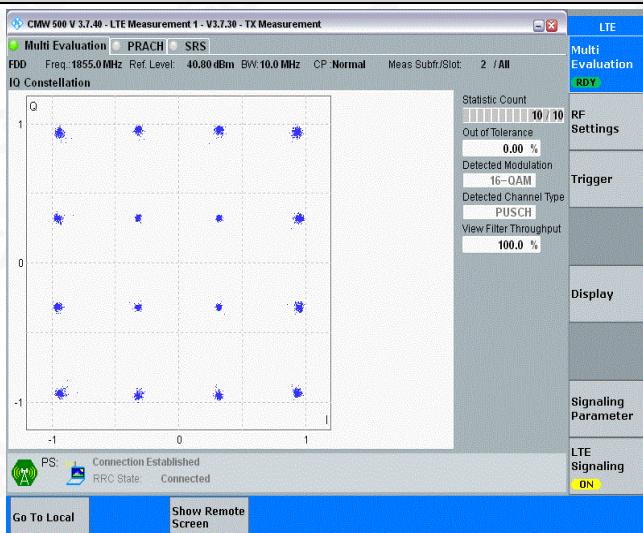 CMW 500 V 3.7.40 - LTE Measurement 1 - V3.7.30 - TX Measurement
Multi Evaluation PRACH SRS
FDD Freq.:1855.0 MHz Ref. Level: 40.80 dBm BW:10.0 MHz CP :Normal Meas Subfr./Slot: 2 / All
IQ Constellation
Q
1
0
-1
-1 0 1
I
Statistic Count
10 / 10
Out of Tolerance
0.00 %
Detected Modulation
16-QAM
Detected Channel Type
PUSCH
View Filter Throughput
100.0 %
PS: Connection Established
RRC State: Connected
Go To Local
Show Remote
Screen
LTE
Multi
Evaluation
RDY
RF
Settings
Trigger
Display
Signaling
Parameter
LTE
Signaling
ON